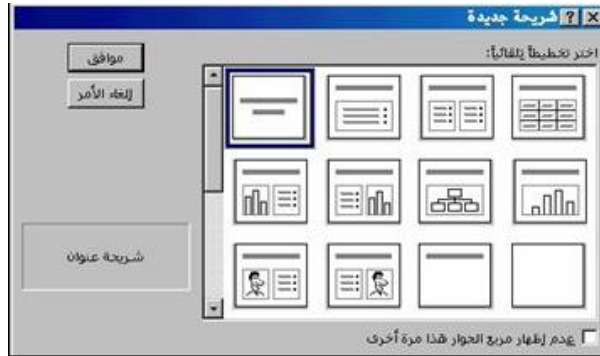 شريحة جديدة
اختر تخطيطاً تلقائياً:
موافق
إلغاء الأمر
شريحة عنوان
عدم إظهار مربع الحوار هذا مرة أخرى